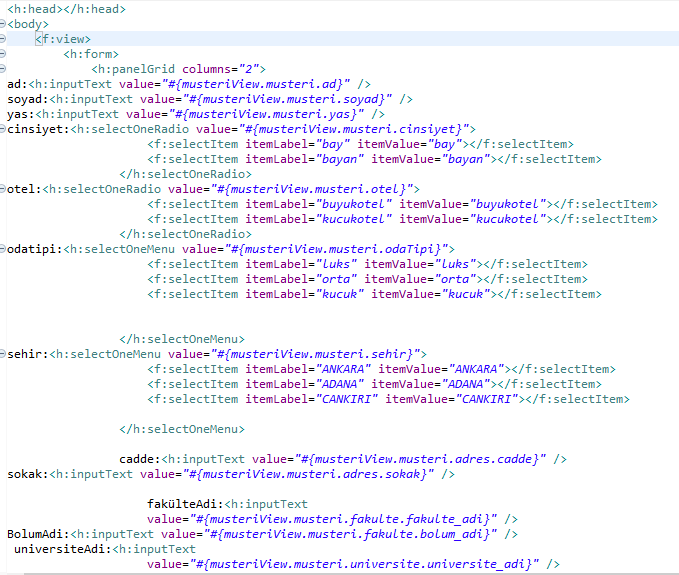 <h:head></h:head>
<body>
<f:view>
<h:form>
<h:panelGrid columns="2">
ad:<h:inputText value="#{musteriView.musteri.ad}" />
soyad:<h:inputText value="#{musteriView.musteri.soyad}" />
yas:<h:inputText value="#{musteriView.musteri.yas}" />
cinsiyet:<h:selectOneRadio value="#{musteriView.musteri.cinsiyet}">
<f:selectItem itemLabel="bay" itemValue="bay"></f:selectItem>
<f:selectItem itemLabel="bayan" itemValue="bayan"></f:selectItem>
</h:selectOneRadio>
otel:<h:selectOneRadio value="#{musteriView.musteri.otel}">
<f:selectItem itemLabel="buyukotel" itemValue="buyukotel"></f:selectItem>
<f:selectItem itemLabel="kucukotel" itemValue="kucukotel"></f:selectItem>
</h:selectOneRadio>
odatipi:<h:selectOneMenu value="#{musteriView.musteri.odaTipi}">
<f:selectItem itemLabel="luks" itemValue="luks"></f:selectItem>
<f:selectItem itemLabel="orta" itemValue="orta"></f:selectItem>
<f:selectItem itemLabel="kucuk" itemValue="kucuk"></f:selectItem>
</h:selectOneMenu>
sehir:<h:selectOneMenu value="#{musteriView.musteri.sehir}">
<f:selectItem itemLabel="ANKARA" itemValue="ANKARA"></f:selectItem>
<f:selectItem itemLabel="ADANA" itemValue="ADANA"></f:selectItem>
<f:selectItem itemLabel="CANKIRI" itemValue="CANKIRI"></f:selectItem>
</h:selectOneMenu>
cadde:<h:inputText value="#{musteriView.musteri.adres.cadde}" />
sokak:<h:inputText value="#{musteriView.musteri.adres.sokak}" />
fakülteAdi:<h:inputText
value="#{musteriView.musteri.fakulte.fakulte_adi}" />
BolumAdi:<h:inputText value="#{musteriView.musteri.fakulte.bolum_adi}" />
universiteAdi:<h:inputText
value="#{musteriView.musteri.universite.universite_adi}" />